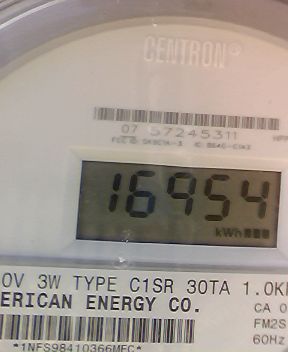 CENTRON®
07 57245311
16954
kWh
0V 3W TYPE C1SR 30TA 1.0K
ERICAN ENERGY CO.
CA 0
FM2S
60Hz
*1NFS98410366MFC*